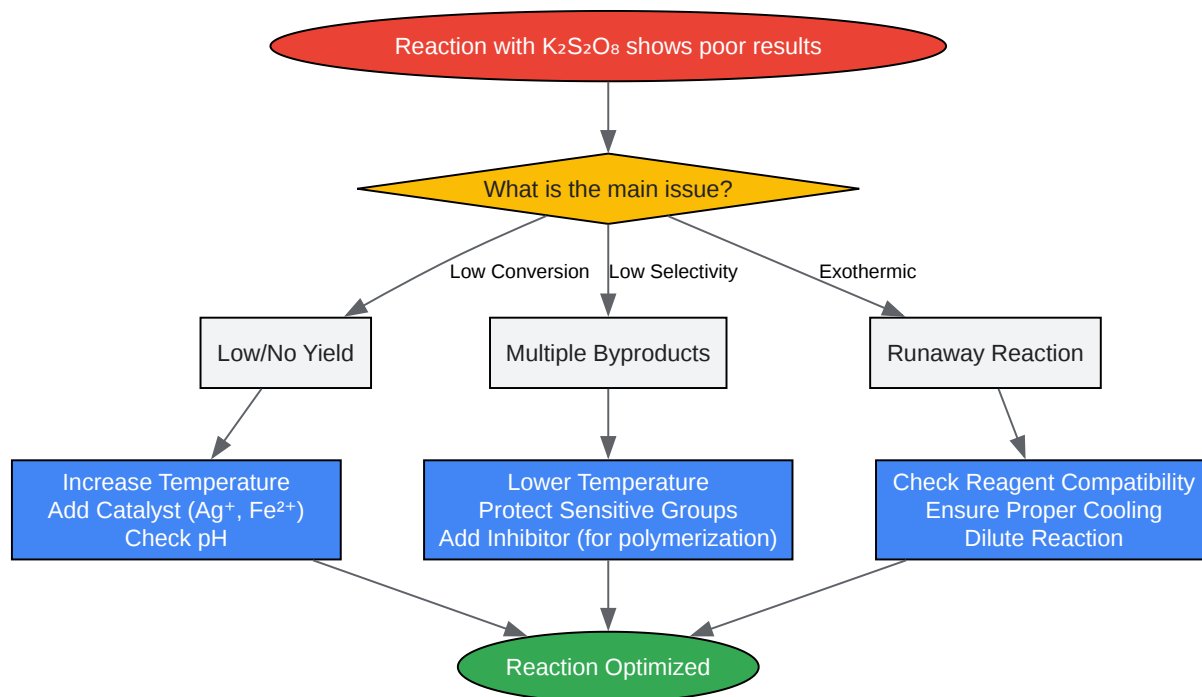 Reaction with K₂S₂O₈ shows poor results
What is the main issue?
Low Conversion
Low Selectivity
Exothermic
Low/No Yield
Multiple Byproducts
Runaway Reaction
Increase Temperature
Add Catalyst (Ag⁺, Fe²⁺)
Check pH
Lower Temperature
Protect Sensitive Groups
Add Inhibitor (for polymerization)
Check Reagent Compatibility
Ensure Proper Cooling
Dilute Reaction
Reaction Optimized